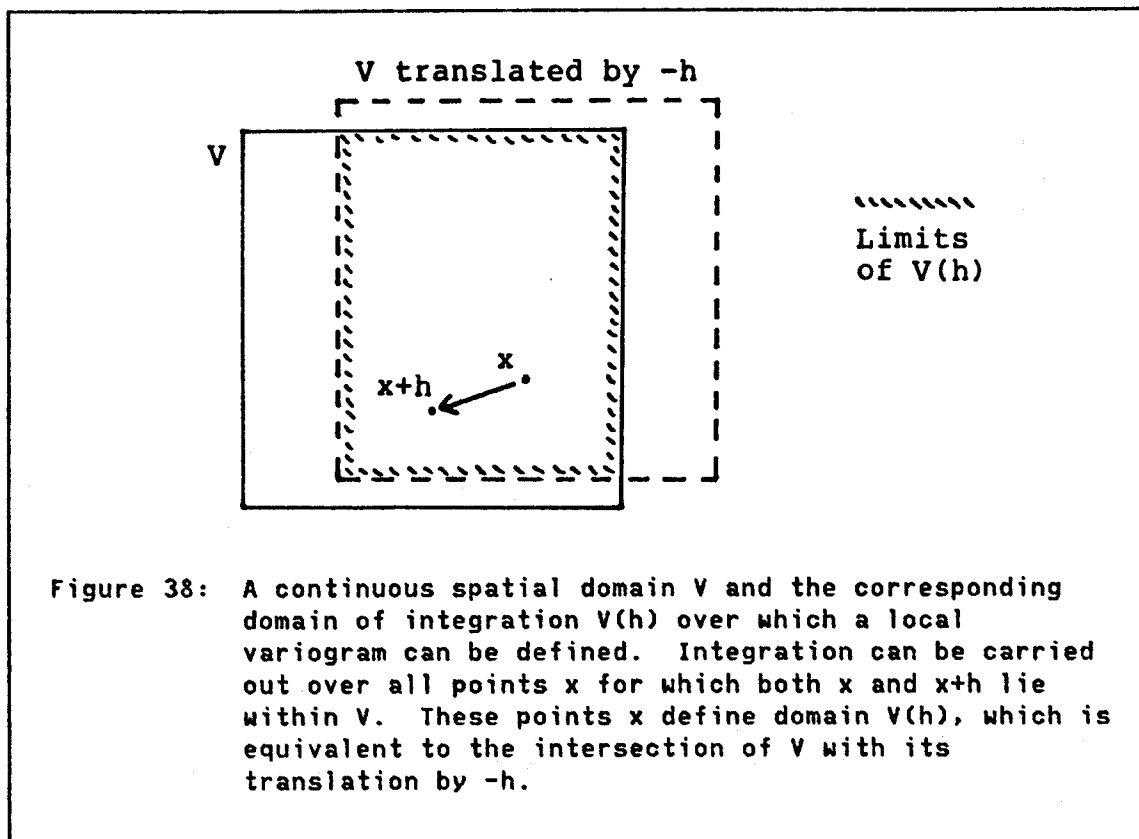 V translated by -h
V
Limits
of V(h)
x
x+h
Figure 38: A continuous spatial domain V and the corresponding
domain of integration V(h) over which a local
variogram can be defined. Integration can be carried
out over all points x for which both x and x+h lie
within V. These points x define domain V(h), which is
equivalent to the intersection of V with its
translation by -h.